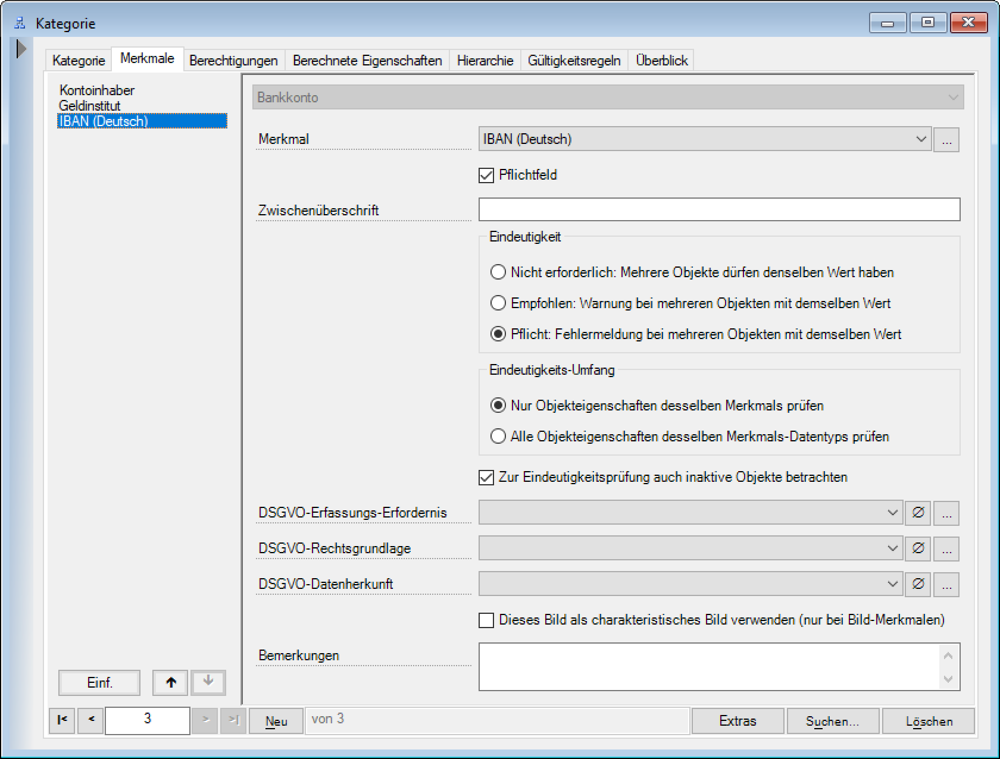 Kategorie
Kategorie Merkmale Berechtigungen Berechnete Eigenschaften Hierarchie Gültigkeitsregeln Überblick
Kontoinhaber
Geldinstitut
IBAN (Deutsch)
Bankkonto
Merkmal IBAN (Deutsch) ...
Pflichtfeld
Zwischenüberschrift
Eindeutigkeit
Nicht erforderlich: Mehrere Objekte dürfen denselben Wert haben
Empfohlen: Warnung bei mehreren Objekten mit demselben Wert
Pflicht: Fehlermeldung bei mehreren Objekten mit demselben Wert
Eindeutigkeits-Umfang
Nur Objekteigenschaften desselben Merkmals prüfen
Alle Objekteigenschaften desselben Merkmals-Datentyps prüfen
Zur Eindeutigkeitsprüfung auch inaktive Objekte betrachten
DSGVO-Erfassungs-Erfordernis Ø ...
DSGVO-Rechtsgrundlage Ø ...
DSGVO-Datenherkunft Ø ...
Dieses Bild als charakteristisches Bild verwenden (nur bei Bild-Merkmalen)
Bemerkungen
Einf.
|< < 3 > >| Neu von 3 Extras Suchen... Löschen